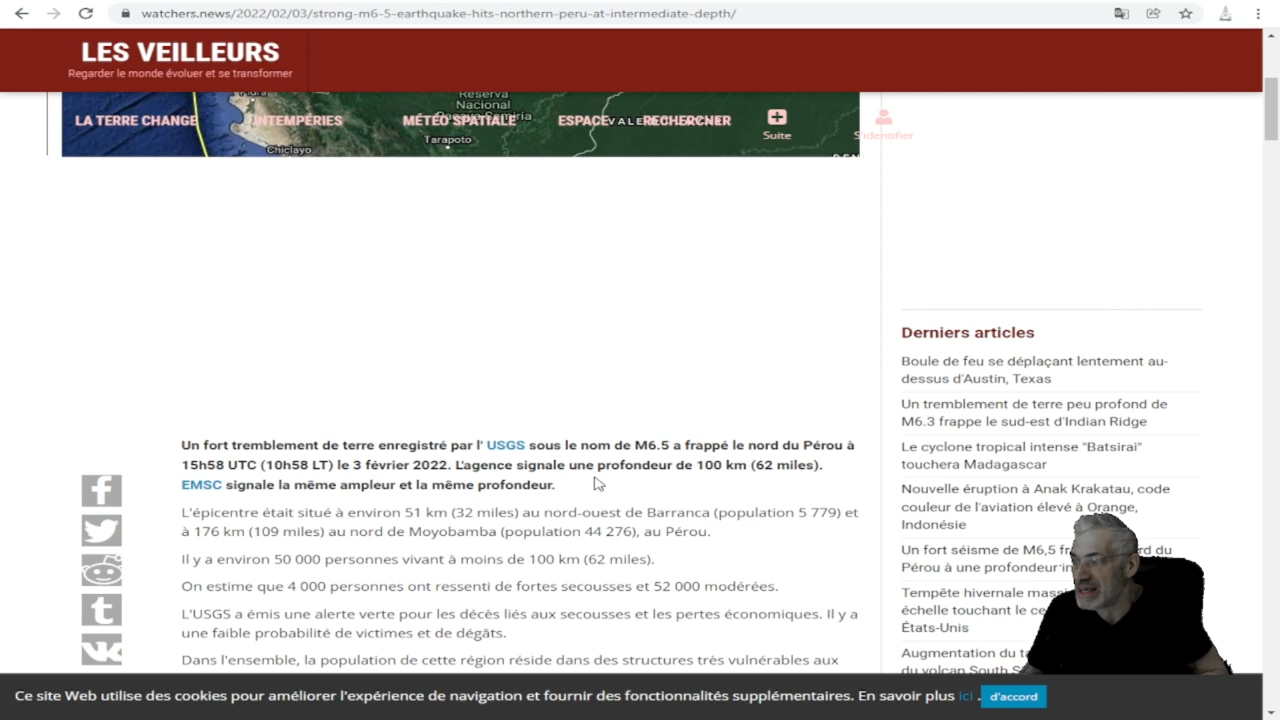 watchers.news/2022/02/03/strong-m6-5-earthquake-hits-northern-peru-at-intermediate-depth/
LES VEILLEURS
Regarder le monde évoluer et se transformer
Reserva
Nacional
Tarapoto
Chiclayo
LA TERRE CHANGE
INTEMPÉRIES
MÉTÉO SPATIALE
ESPACE
RECHERCHER
Suite
S'identifier
Un fort tremblement de terre enregistré par l' USGS sous le nom de M6.5 a frappé le nord du Pérou à
15h58 UTC (10h58 LT) le 3 février 2022. L'agence signale une profondeur de 100 km (62 miles).
EMSC signale la même ampleur et la même profondeur.
L'épicentre était situé à environ 51 km (32 miles) au nord-ouest de Barranca (population 5 779) et
à 176 km (109 miles) au nord de Moyobamba (population 44 276), au Pérou.
Il y a environ 50 000 personnes vivant à moins de 100 km (62 miles).
On estime que 4 000 personnes ont ressenti de fortes secousses et 52 000 modérées.
L'USGS a émis une alerte verte pour les décès liés aux secousses et les pertes économiques. Il y a
une faible probabilité de victimes et de dégâts.
Dans l'ensemble, la population de cette région réside dans des structures très vulnérables aux
Derniers articles
Boule de feu se déplaçant lentement au-
dessus d'Austin, Texas
Un tremblement de terre peu profond de
M6.3 frappe le sud-est d'Indian Ridge
Le cyclone tropical intense "Batsirai"
touchera Madagascar
Nouvelle éruption à Anak Krakatau, code
couleur de l'aviation élevé à Orange,
Indonésie
Un fort séisme de M6,5 du
Pérou à une profondeur
Tempête hivernale
échelle touchant le
États-Unis
Augmentation du
du volcan South
Ce site Web utilise des cookies pour améliorer l'expérience de navigation et fournir des fonctionnalités supplémentaires. En savoir plus ici .
d'accord